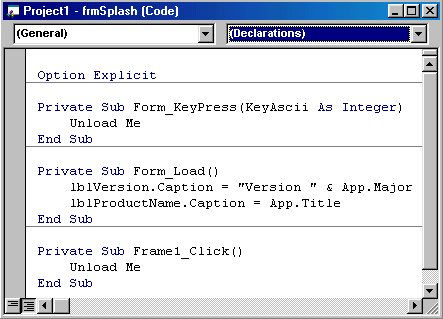 Project1 - frmSplash (Code)
(General) (Declarations)
Option Explicit
Private Sub Form_KeyPress(KeyAscii As Integer)
Unload Me
End Sub
Private Sub Form_Load()
lblVersion.Caption = "Version " & App.Major
lblProductName.Caption = App.Title
End Sub
Private Sub Frame1_Click()
Unload Me
End Sub